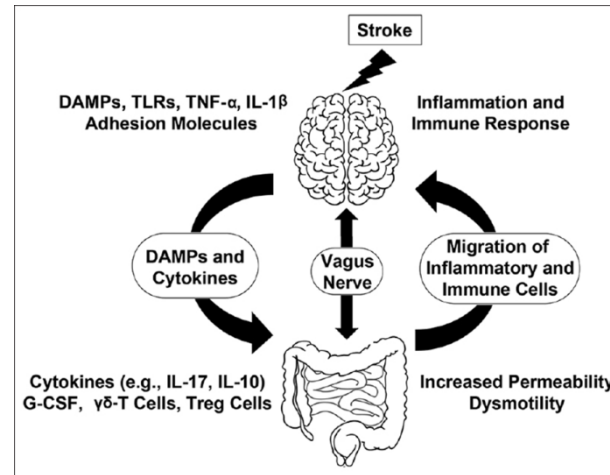 Stroke
DAMPs, TLRs, TNF-α, IL-1β
Adhesion Molecules
Inflammation and
Immune Response
DAMPs and
Cytokines
Vagus
Nerve
Migration of
Inflammatory and
Immune Cells
Cytokines (e.g., IL-17, IL-10)
G-CSF, γδ-T Cells, Treg Cells
Increased Permeability
Dysmotility